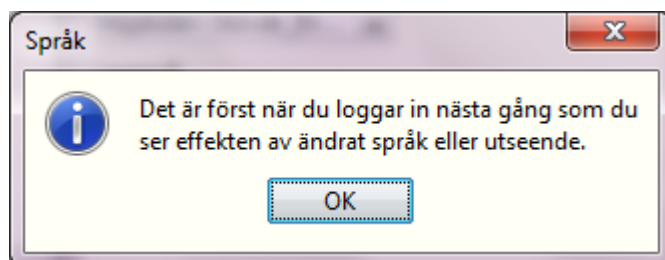 Språk
Det är först när du loggar in nästa gång som du
ser effekten av ändrat språk eller utseende.
OK